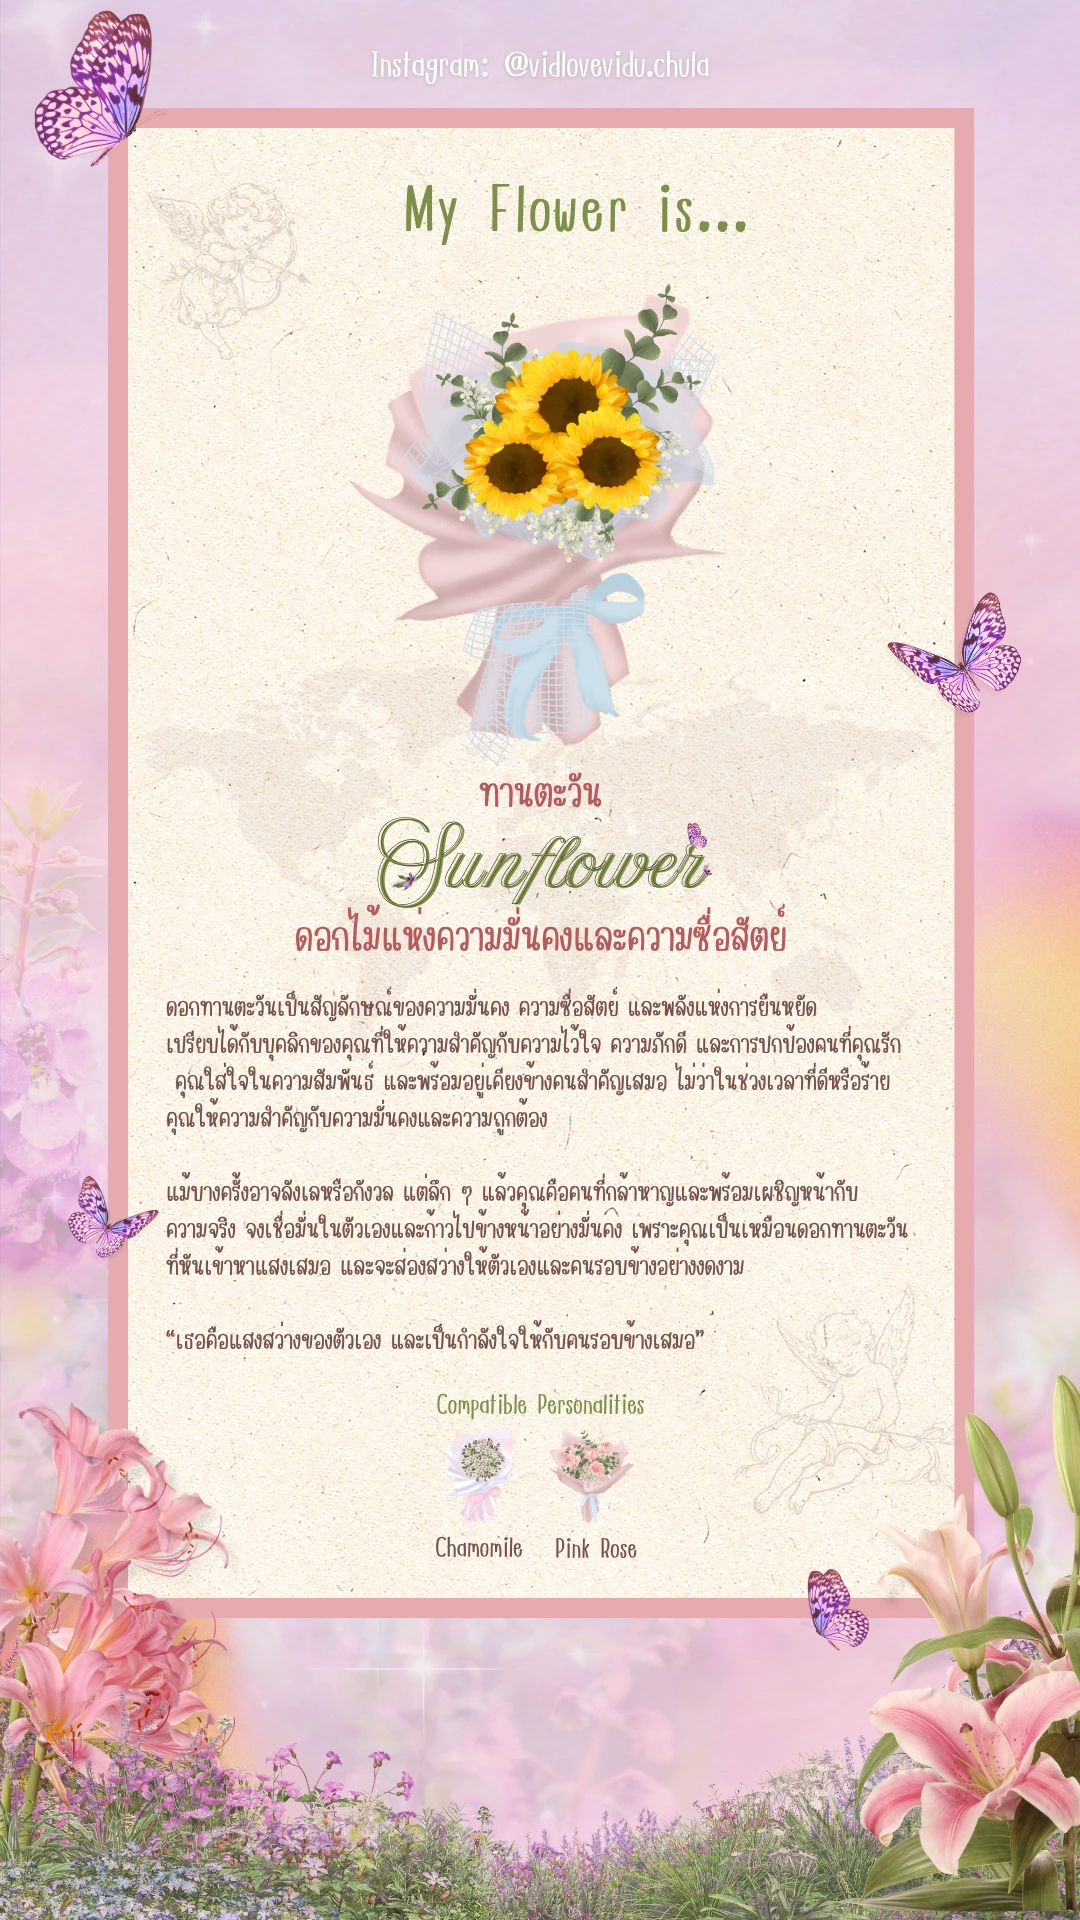 Instagram: @vidlovevidu.chula
My Flower is...
ทานตะวัน
Sunflower
ดอกไม้แห่งความมั่นคงและความซื่อสัตย์
ดอกทานตะวันเป็นสัญลักษณ์ของความมั่นคง ความซื่อสัตย์ และพลังแห่งการยืนหยัด
เปรียบได้กับบุคลิกของคุณที่ให้ความสำคัญกับความไว้ใจ ความภักดี และการปกป้องคนที่คุณรัก
คุณใส่ใจในความสัมพันธ์ และพร้อมอยู่เคียงข้างคนสำคัญเสมอ ไม่ว่าในช่วงเวลาที่ดีหรือร้าย
คุณให้ความสำคัญกับความมั่นคงและความถูกต้อง
แม้บางครั้งอาจลังเลหรือกังวล แต่ลึก ๆ แล้วคุณคือคนที่กล้าหาญและพร้อมเผชิญหน้ากับ
ความจริง จงเชื่อมั่นในตัวเองและก้าวไปข้างหน้าอย่างมั่นคง เพราะคุณเป็นเหมือนดอกทานตะวัน
ที่หันเข้าหาแสงเสมอ และจะส่องสว่างให้ตัวเองและคนรอบข้างอย่างงดงาม
“เธอคือแสงสว่างของตัวเอง และเป็นกำลังใจให้กับคนรอบข้างเสมอ”
Compatible Personalities
Chamomile Pink Rose